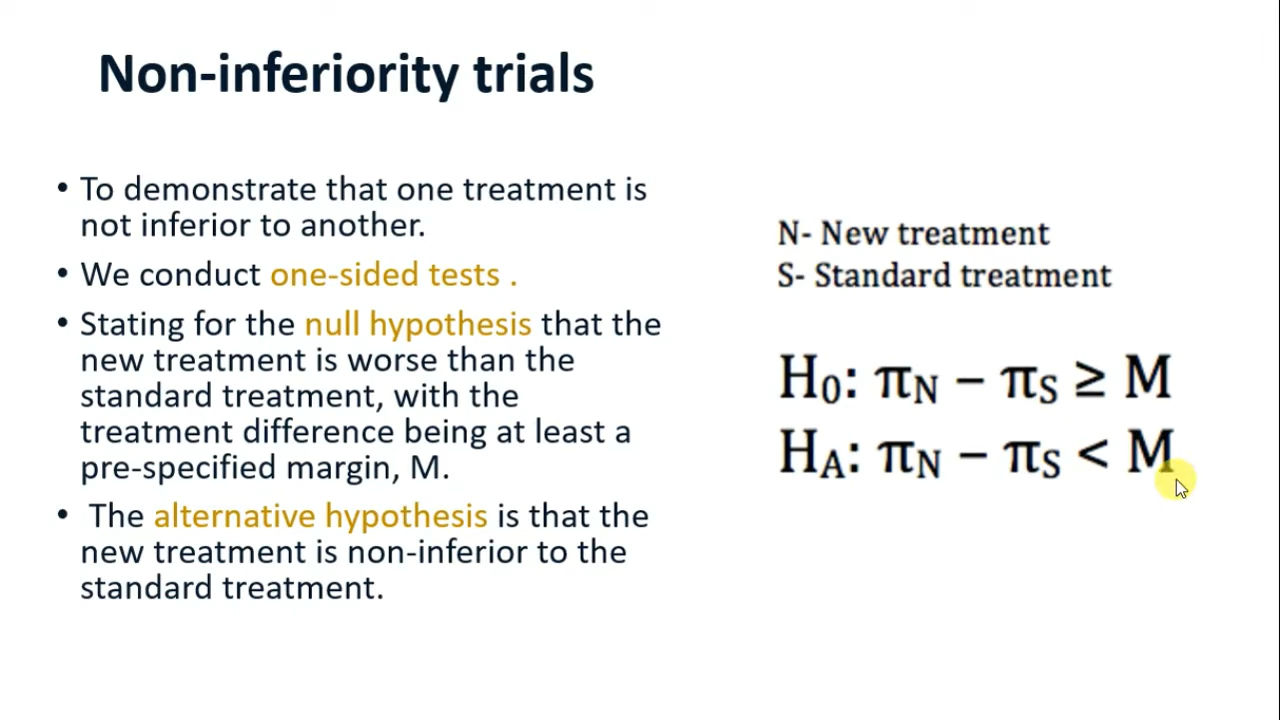 Non-inferiority trials
• To demonstrate that one treatment is
not inferior to another.
• We conduct one-sided tests .
• Stating for the null hypothesis that the
new treatment is worse than the
standard treatment, with the
treatment difference being at least a
pre-specified margin, M.
• The alternative hypothesis is that the
new treatment is non-inferior to the
standard treatment.
N- New treatment
S- Standard treatment
H₀: πN – πS ≥ M
HA: πN – πS < M